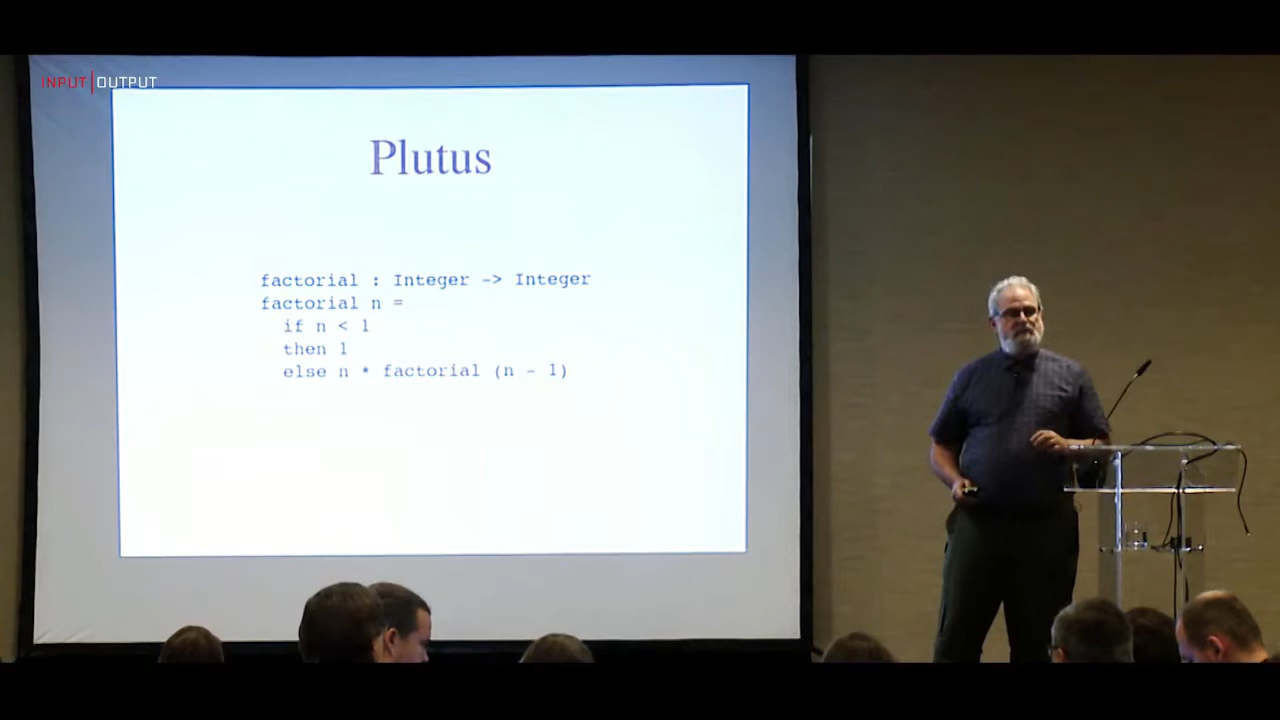 INPUT|OUTPUT
Plutus
factorial : Integer -> Integer
factorial n =
if n < 1
then 1
else n * factorial (n - 1)